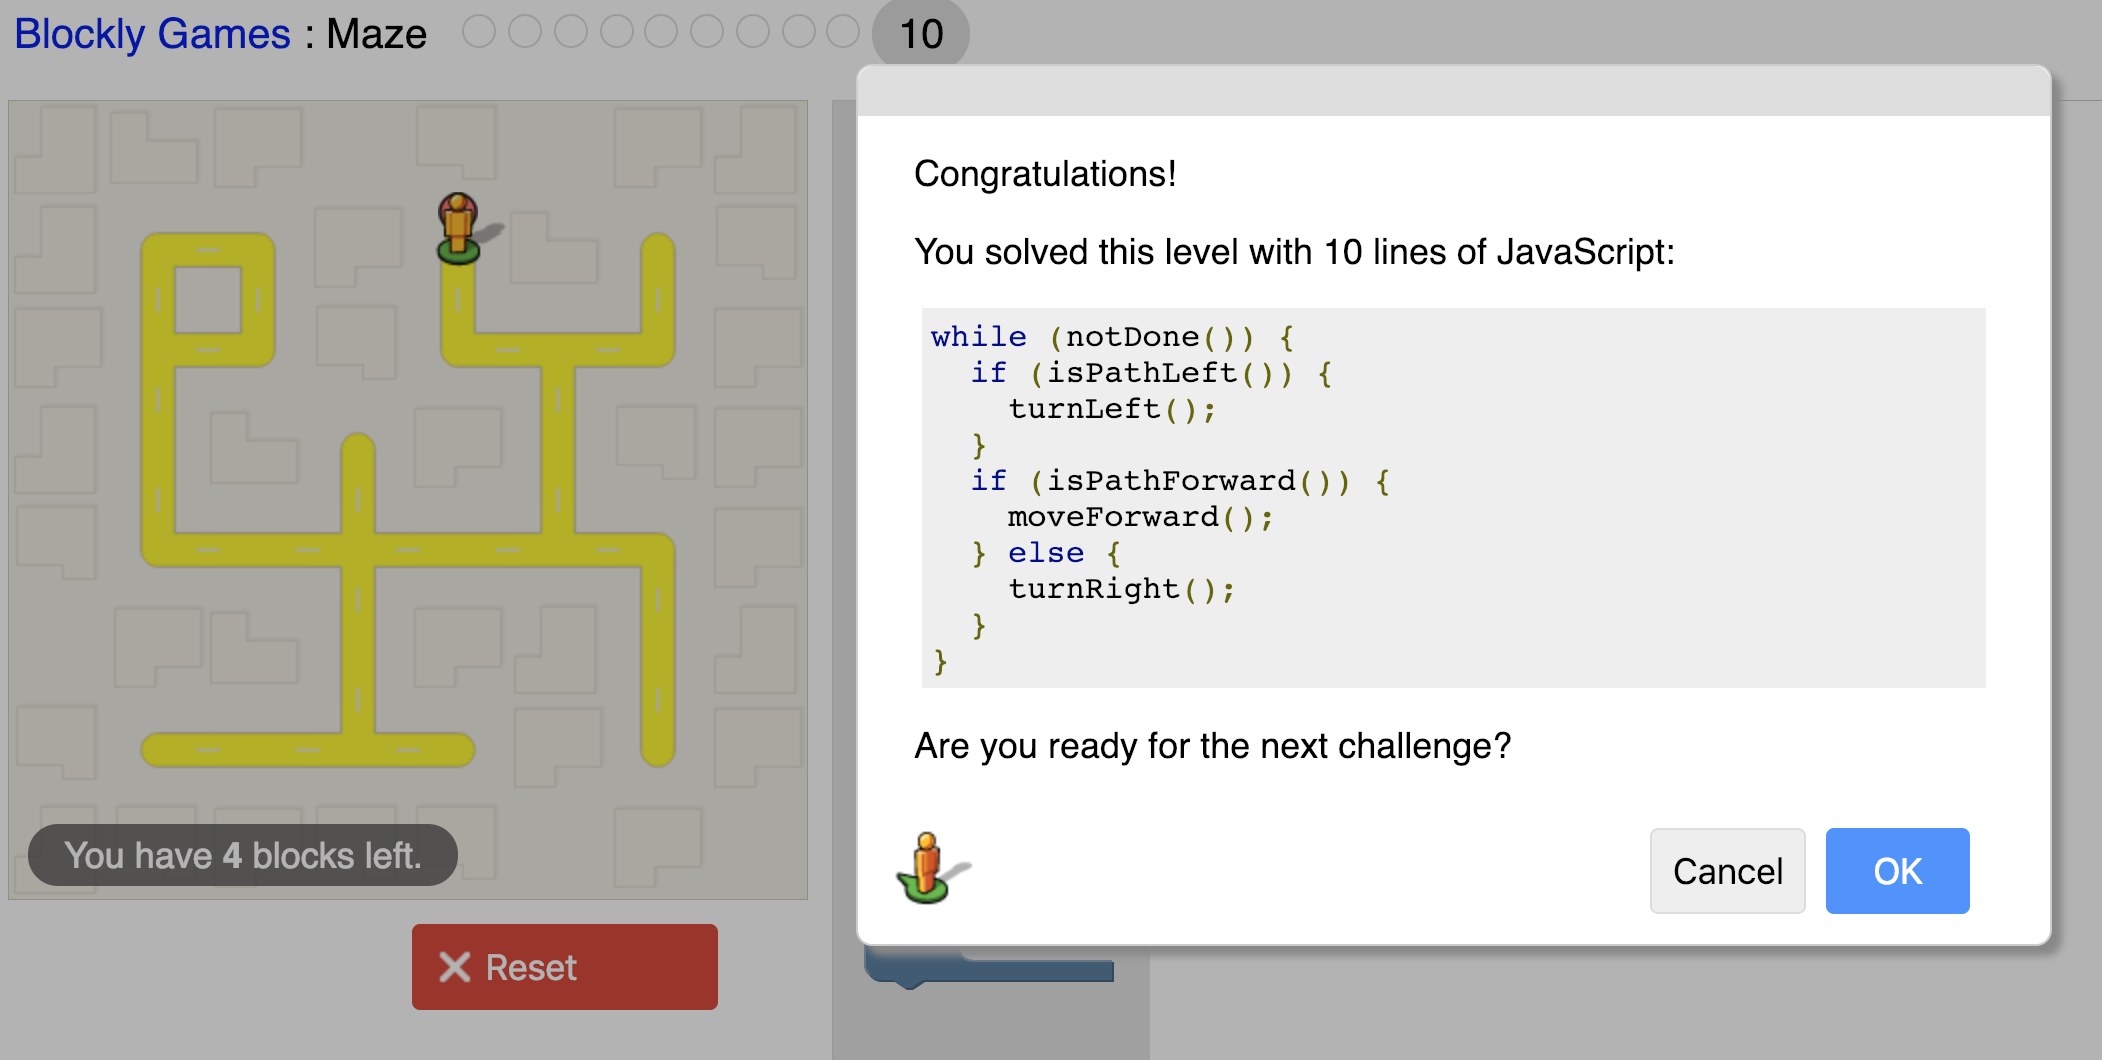 Blockly Games : Maze 10
Congratulations!
You solved this level with 10 lines of JavaScript:
while (notDone()) {
  if (isPathLeft()) {
    turnLeft();
  }
  if (isPathForward()) {
    moveForward();
  } else {
    turnRight();
  }
}
Are you ready for the next challenge?
You have 4 blocks left.
Cancel
OK
Reset